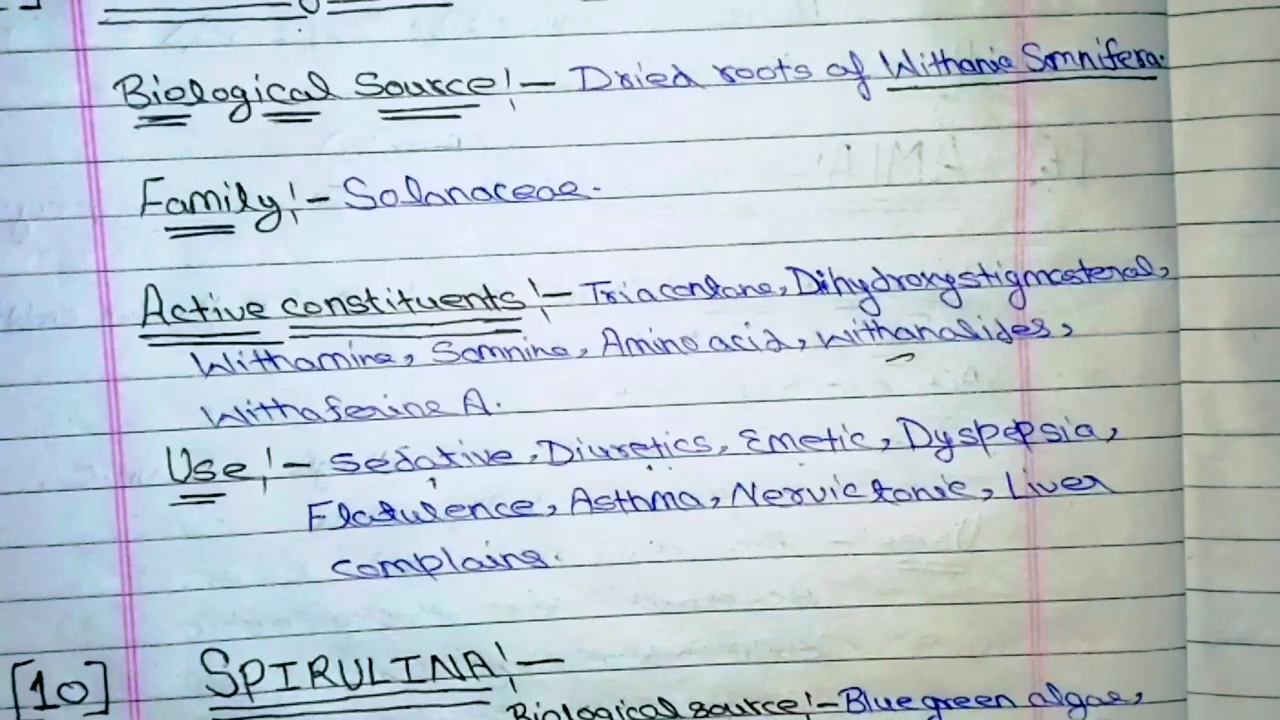 Biological Source:- Dried roots of Withania Somnifera.
Family:- Solanaceae.
Active constituents:- Triacontane, Dihydroxystigmasterol,
Withamine, Somnine, Amino acid, withanalides,
Withaferine A.
Use:- Sedative, Diuretics, Emetic, Dyspepsia,
Flatulence, Asthma, Nervic tonic, Liver
complains.
[10] SPIRULINA:-
Biological source:- Blue green algae,